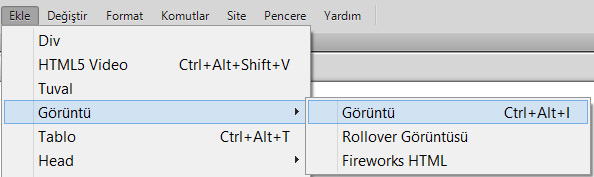 Ekle Değiştir Format Komutlar Site Pencere Yardım
Div
HTML5 Video Ctrl+Alt+Shift+V
Tuval
Görüntü
Görüntü Ctrl+Alt+I
Tablo Ctrl+Alt+T
Rollover Görüntüsü
Head
Fireworks HTML